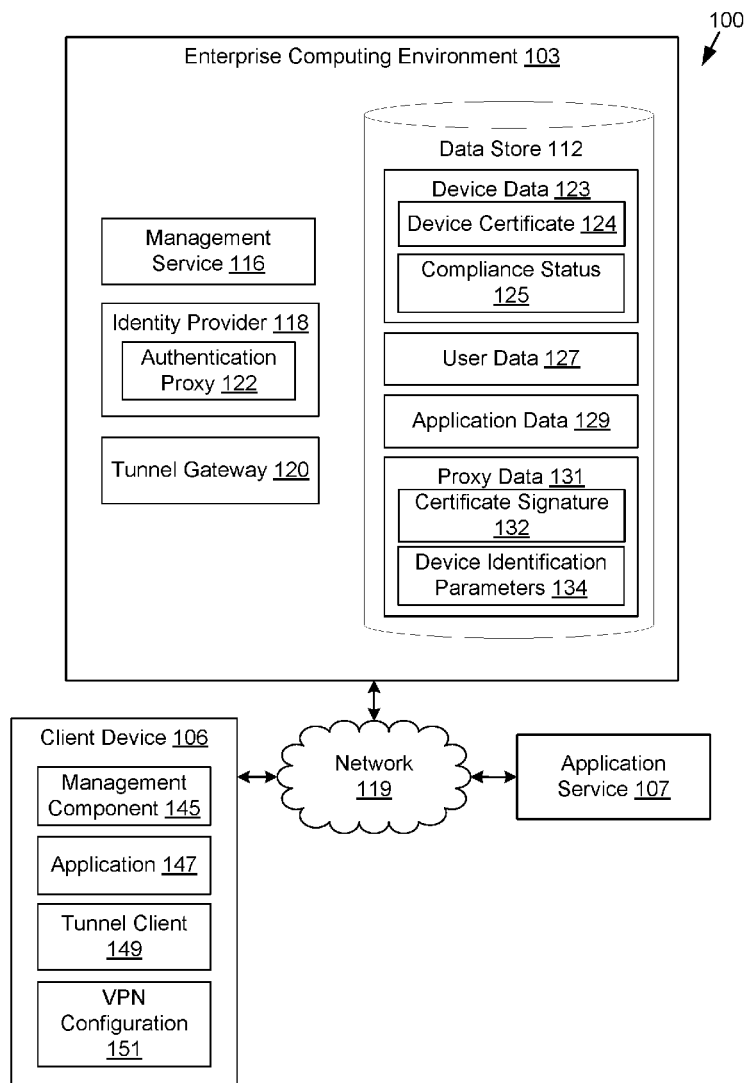 100
Enterprise Computing Environment 103
Data Store 112
Device Data 123
Device Certificate 124
Compliance Status
125
Management
Service 116
Identity Provider 118
Authentication
Proxy 122
Tunnel Gateway 120
User Data 127
Application Data 129
Proxy Data 131
Certificate Signature
132
Device Identification
Parameters 134
Client Device 106
Management
Component 145
Application 147
Tunnel Client
149
VPN
Configuration
151
Network
119
Application
Service 107